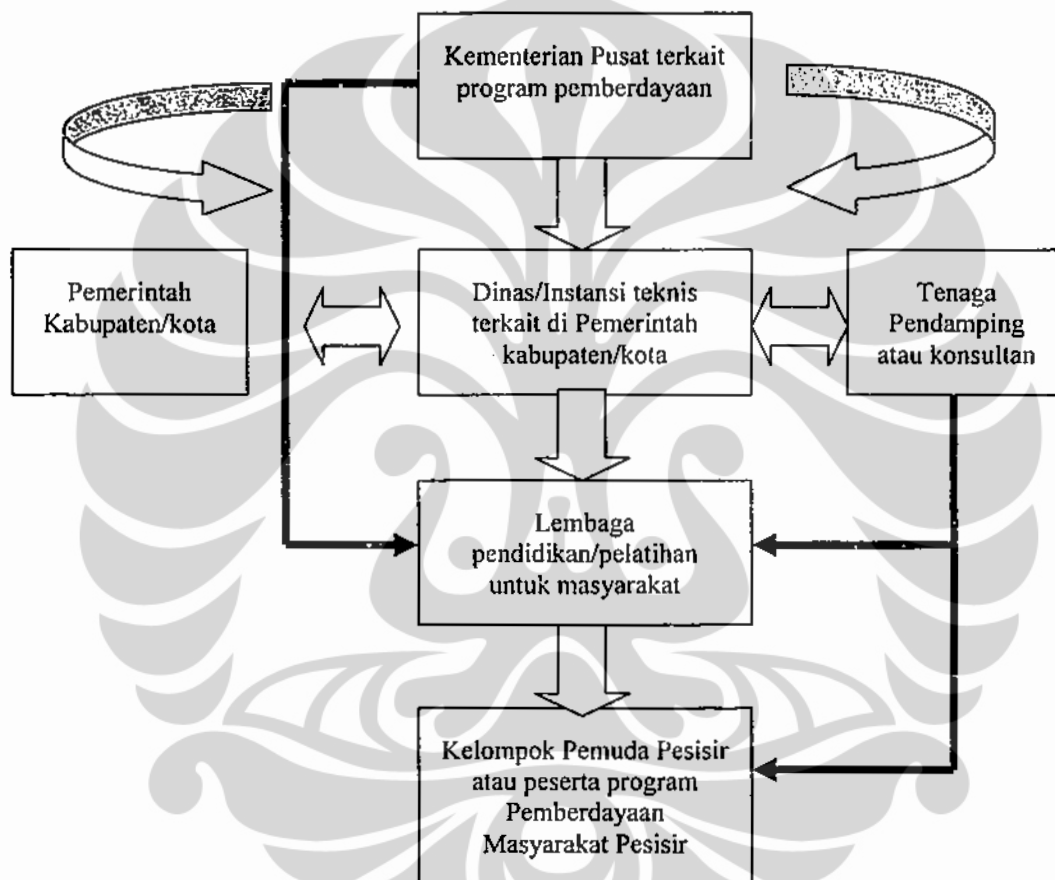 Kementerian Pusat terkait
program pemberdayaan
Pemerintah
Kabupaten/kota
Dinas/Instansi teknis
terkait di Pemerintah
kabupaten/kota
Tenaga
Pendamping
atau konsultan
Lembaga
pendidikan/pelatihan
untuk masyarakat
Kelompok Pemuda Pesisir
atau peserta program
Pemberdayaan
Masyarakat Pesisir